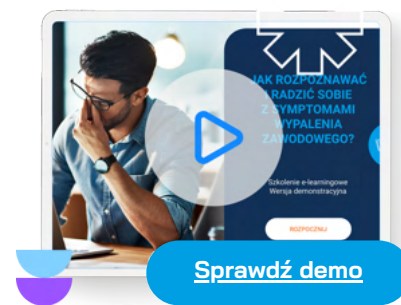 JAK ROZPOZNAWAĆ
I RADZIĆ SOBIE
Z SYMPTOMAMI
WYPALENIA
ZAWODOWEGO?
Szkolenie e-learningowe
Wersja demonstracyjna
ROZPOCZNIJ
Sprawdź demo